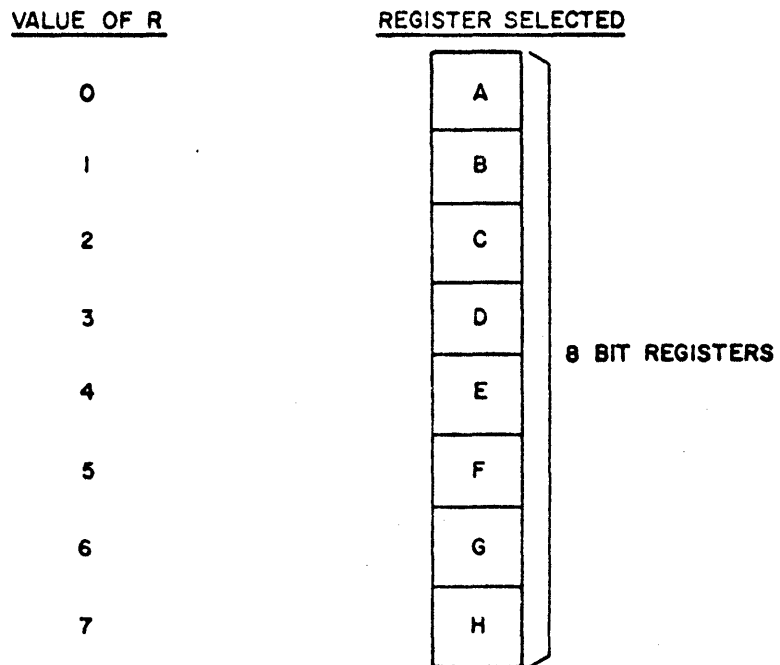 VALUE OF R REGISTER SELECTED
0 A
1 B
2 C
3 D
8 BIT REGISTERS
4 E
5 F
6 G
7 H